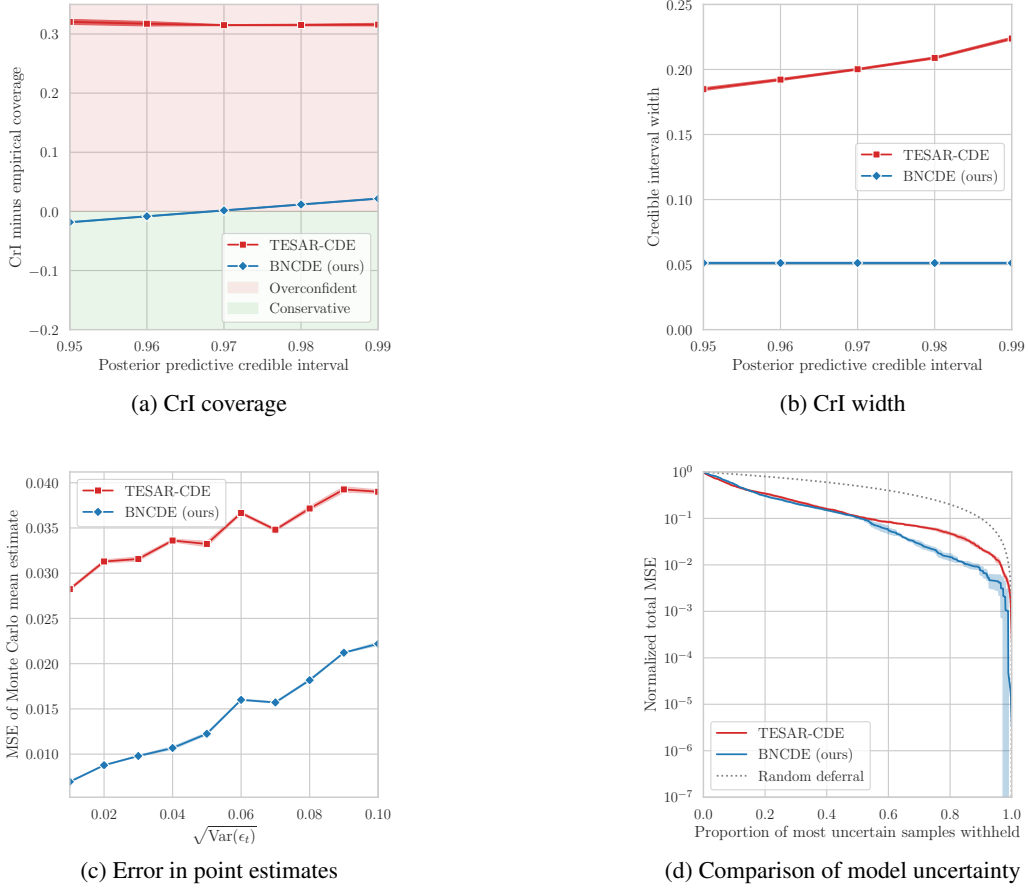 0.3
0.2
0.1
0.0
−0.1
−0.2
CrI minus empirical coverage
TESAR-CDE
BNCDE (ours)
Overconfident
Conservative
0.95 0.96 0.97 0.98 0.99
Posterior predictive credible interval
(a) CrI coverage
0.25
0.20
0.15
0.10
0.05
0.00
Credible interval width
TESAR-CDE
BNCDE (ours)
0.95 0.96 0.97 0.98 0.99
Posterior predictive credible interval
(b) CrI width
0.040
0.035
0.030
0.025
0.020
0.015
0.010
MSE of Monte Carlo mean estimate
TESAR-CDE
BNCDE (ours)
0.02 0.04 0.06 0.08 0.10
√Var(ϵₜ)
(c) Error in point estimates
10⁰
10⁻¹
10⁻²
10⁻³
10⁻⁴
10⁻⁵
10⁻⁶
10⁻⁷
Normalized total MSE
TESAR-CDE
BNCDE (ours)
Random deferral
0.0 0.2 0.4 0.6 0.8 1.0
Proportion of most uncertain samples withheld
(d) Comparison of model uncertainty